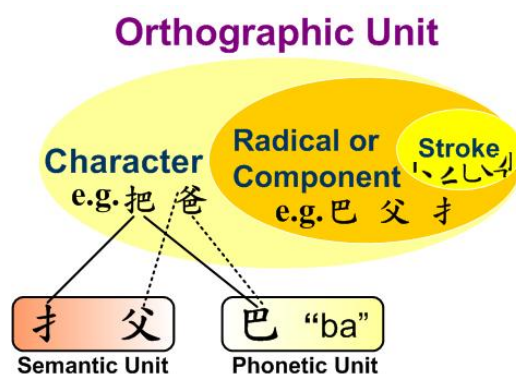 Orthographic Unit
Character
e.g. 把 爸
Radical or
Component
e.g. 巴 父 扌
Stroke
扌 父
Semantic Unit
巴 “ba”
Phonetic Unit